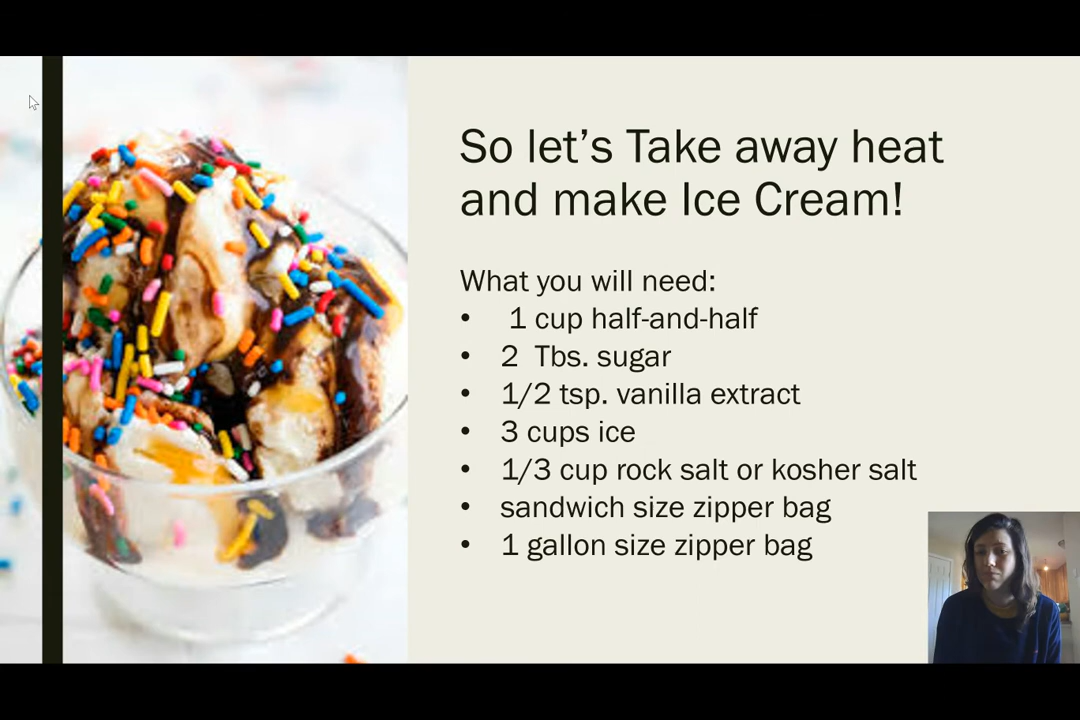 So let’s Take away heat
and make Ice Cream!
What you will need:
• 1 cup half-and-half
• 2 Tbs. sugar
• 1/2 tsp. vanilla extract
• 3 cups ice
• 1/3 cup rock salt or kosher salt
• sandwich size zipper bag
• 1 gallon size zipper bag